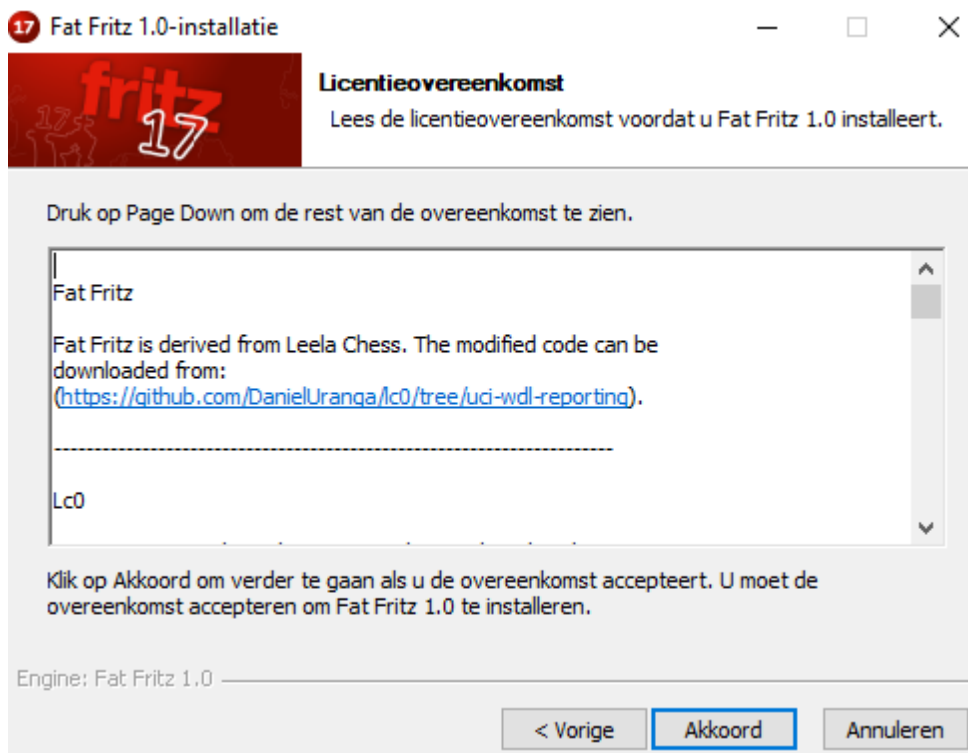 17 Fat Fritz 1.0-installatie
fritz
17
Licentieovereenkomst
Lees de licentieovereenkomst voordat u Fat Fritz 1.0 installeert.
Druk op Page Down om de rest van de overeenkomst te zien.
Fat Fritz
Fat Fritz is derived from Leela Chess. The modified code can be
downloaded from:
(https://github.com/DanielUranga/lc0/tree/uci-wdl-reporting).
----------------------------------------------------------------------
Lc0
Klik op Akkoord om verder te gaan als u de overeenkomst accepteert. U moet de
overeenkomst accepteren om Fat Fritz 1.0 te installeren.
Engine: Fat Fritz 1.0
< Vorige
Akkoord
Annuleren